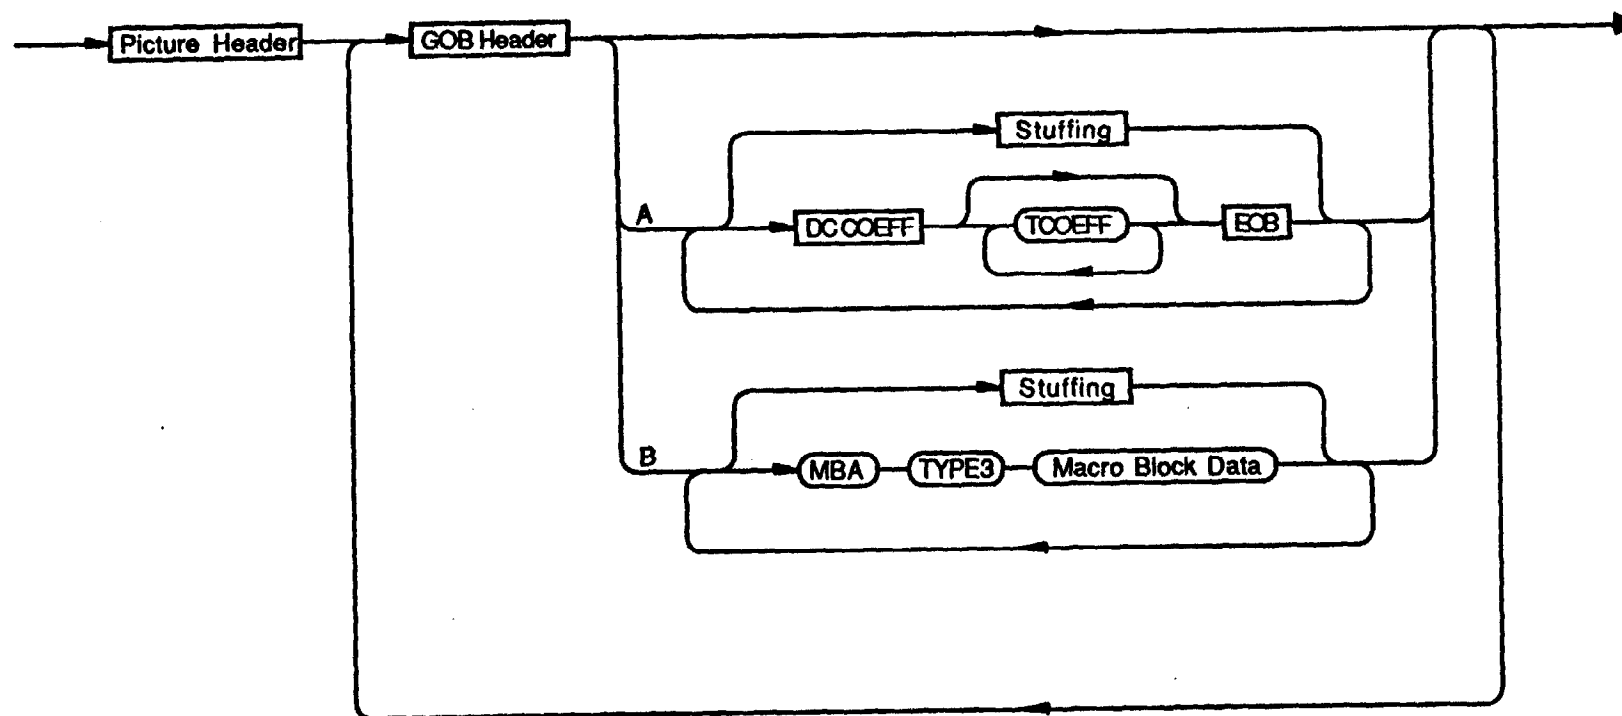 Picture Header
GOB Header
Stuffing
A
DC COEFF
TCOEFF
EOB
Stuffing
B
MBA
TYPE3
Macro Block Data